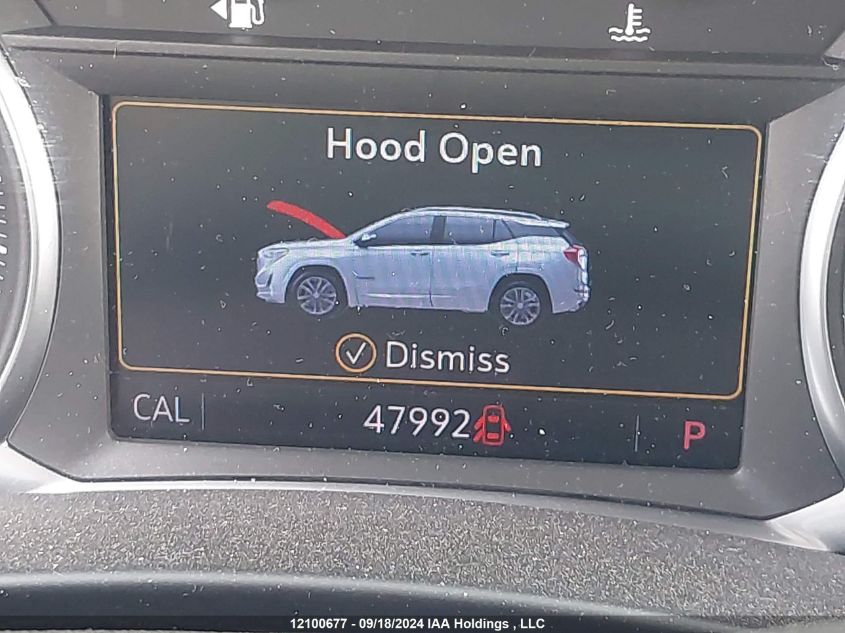 Hood Open
Dismiss
CAL
47992
P
12100677 - 09/18/2024 IAA Holdings , LLC